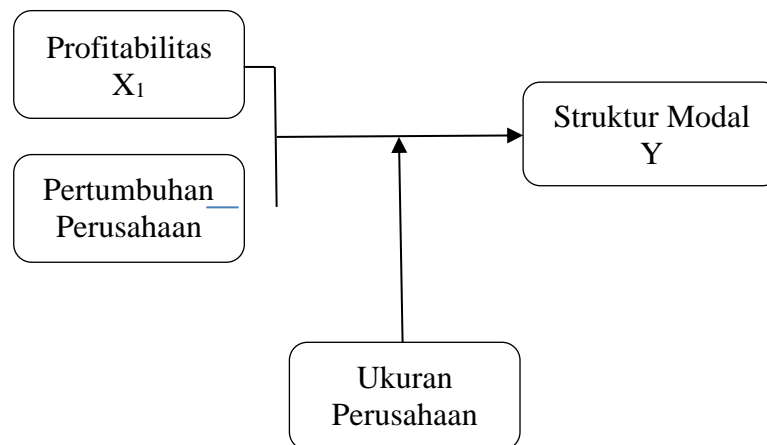 Profitabilitas
X1
Struktur Modal
Y
Pertumbuhan
Perusahaan
Ukuran
Perusahaan